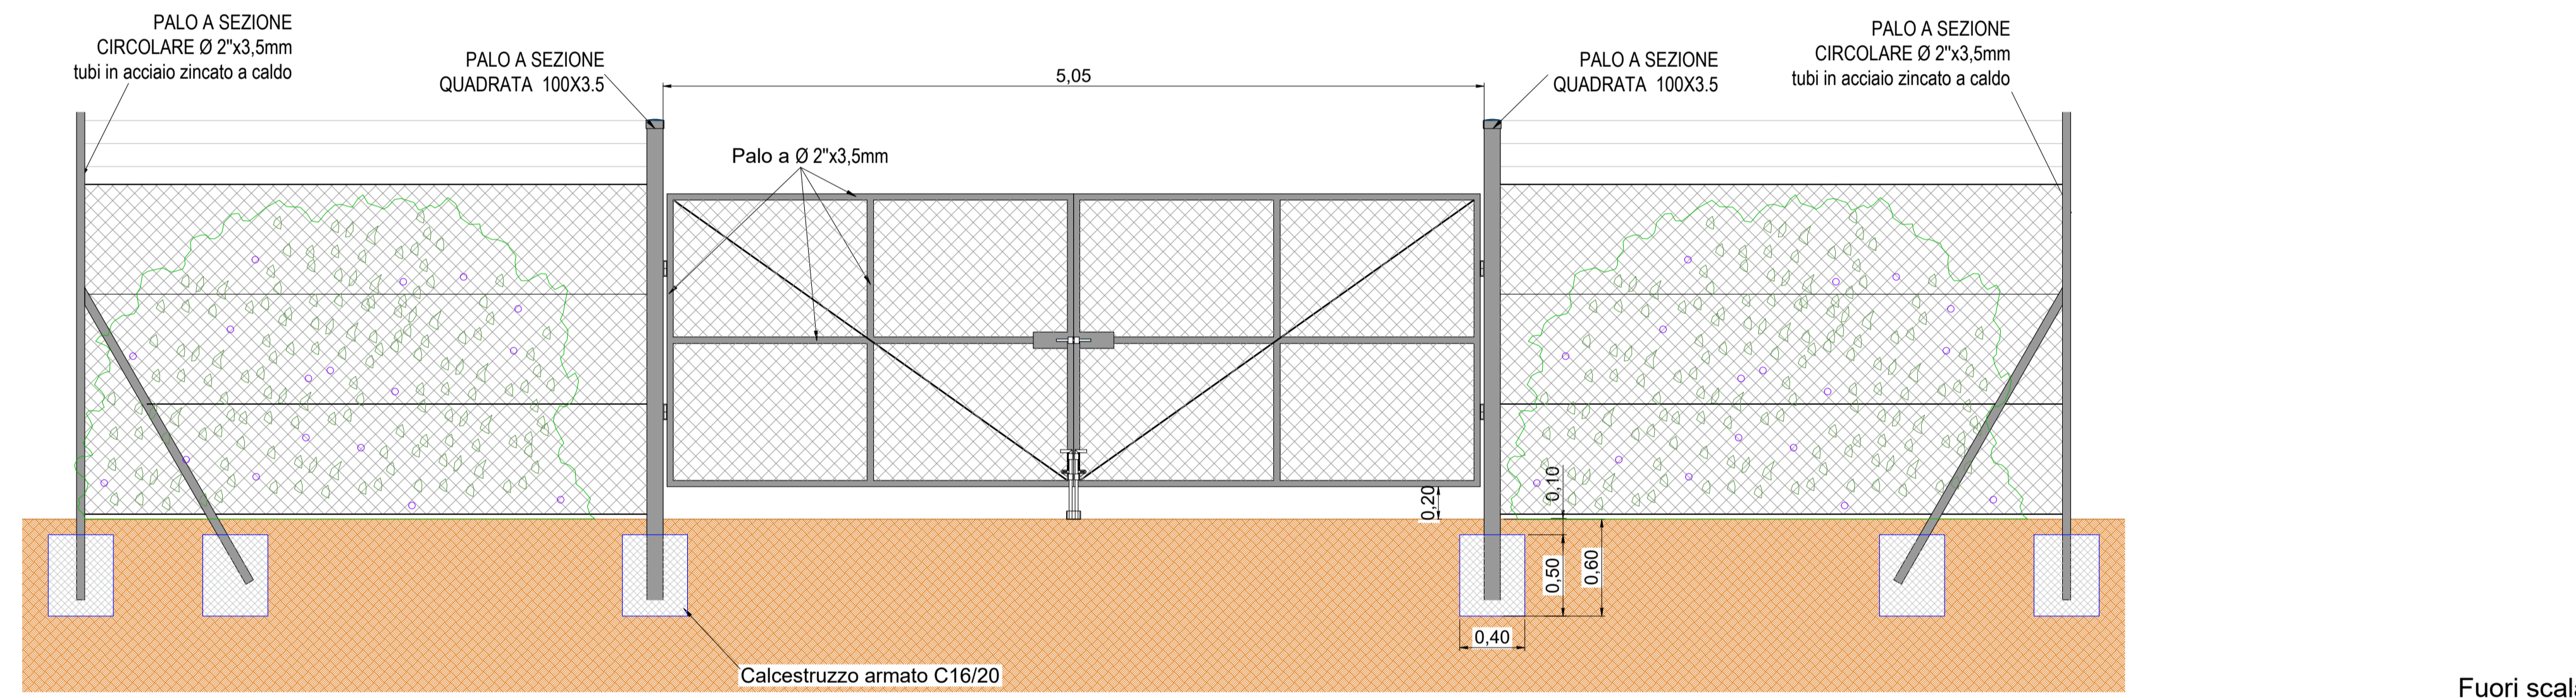 PALO A SEZIONE
CIRCOLARE Ø 2"x3,5mm
tubi in acciaio zincato a caldo
PALO A SEZIONE
QUADRATA 100X3.5
5,05
PALO A SEZIONE
QUADRATA 100X3.5
PALO A SEZIONE
CIRCOLARE Ø 2"x3,5mm
tubi in acciaio zincato a caldo
Palo a Ø 2"x3,5mm
0,20
0,10
0,50
0,60
0,40
Calcestruzzo armato C16/20
Fuori